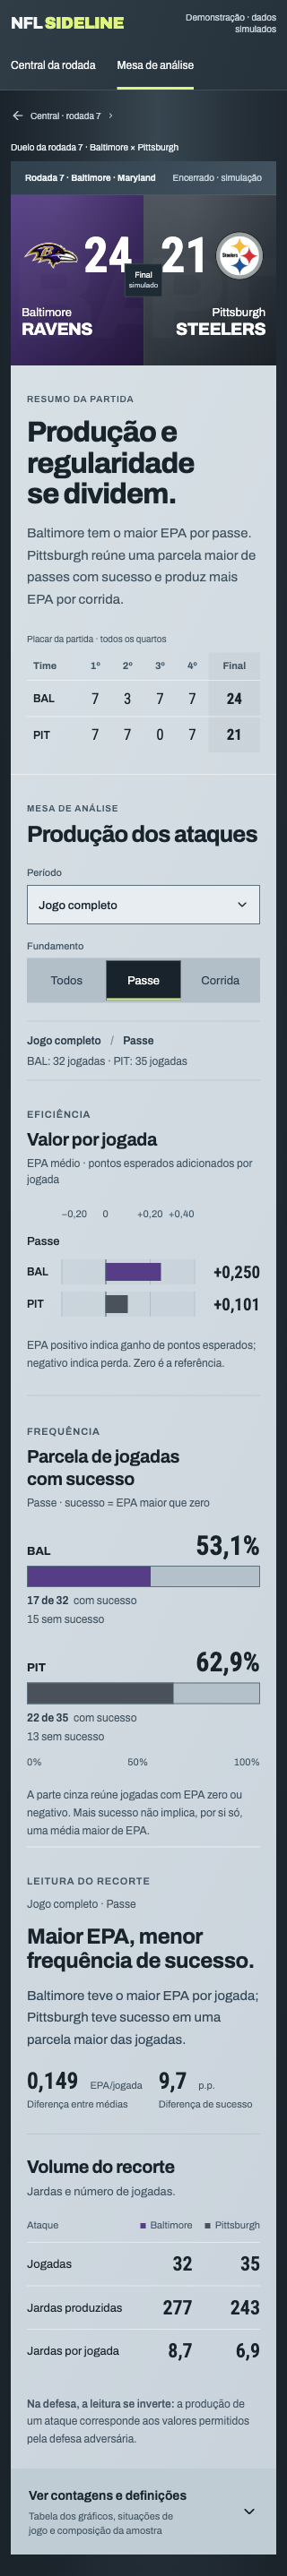 NFL SIDELINE
Demonstração · dados
simulados
Central da rodada
Mesa de análise
← Central · rodada 7 ›
Duelo da rodada 7 · Baltimore × Pittsburgh
Rodada 7 · Baltimore · Maryland
Encerrado · simulação
24
21
Steelers
Final
simulado
Baltimore
RAVENS
Pittsburgh
STEELERS
RESUMO DA PARTIDA
Produção e
regularidade
se dividem.
Baltimore tem o maior EPA por passe.
Pittsburgh reúne uma parcela maior de
passes com sucesso e produz mais
EPA por corrida.
Placar da partida · todos os quartos
Time 1º 2º 3º 4º Final
BAL 7 3 7 7 24
PIT 7 7 0 7 21
MESA DE ANÁLISE
Produção dos ataques
Período
Jogo completo
Fundamento
Todos Passe Corrida
Jogo completo / Passe
BAL: 32 jogadas · PIT: 35 jogadas
EFICIÊNCIA
Valor por jogada
EPA médio · pontos esperados adicionados por
jogada
−0,20 0 +0,20 +0,40
Passe
BAL +0,250
PIT +0,101
EPA positivo indica ganho de pontos esperados;
negativo indica perda. Zero é a referência.
FREQUÊNCIA
Parcela de jogadas
com sucesso
Passe · sucesso = EPA maior que zero
BAL 53,1%
17 de 32 com sucesso
15 sem sucesso
PIT 62,9%
22 de 35 com sucesso
13 sem sucesso
0% 50% 100%
A parte cinza reúne jogadas com EPA zero ou
negativo. Mais sucesso não implica, por si só,
uma média maior de EPA.
LEITURA DO RECORTE
Jogo completo · Passe
Maior EPA, menor
frequência de sucesso.
Baltimore teve o maior EPA por jogada;
Pittsburgh teve sucesso em uma
parcela maior das jogadas.
0,149 EPA/jogada
Diferença entre médias
9,7 p.p.
Diferença de sucesso
Volume do recorte
Jardas e número de jogadas.
Ataque Baltimore Pittsburgh
Jogadas 32 35
Jardas produzidas 277 243
Jardas por jogada 8,7 6,9
Na defesa, a leitura se inverte: a produção de
um ataque corresponde aos valores permitidos
pela defesa adversária.
Ver contagens e definições
Tabela dos gráficos, situações de
jogo e composição da amostra